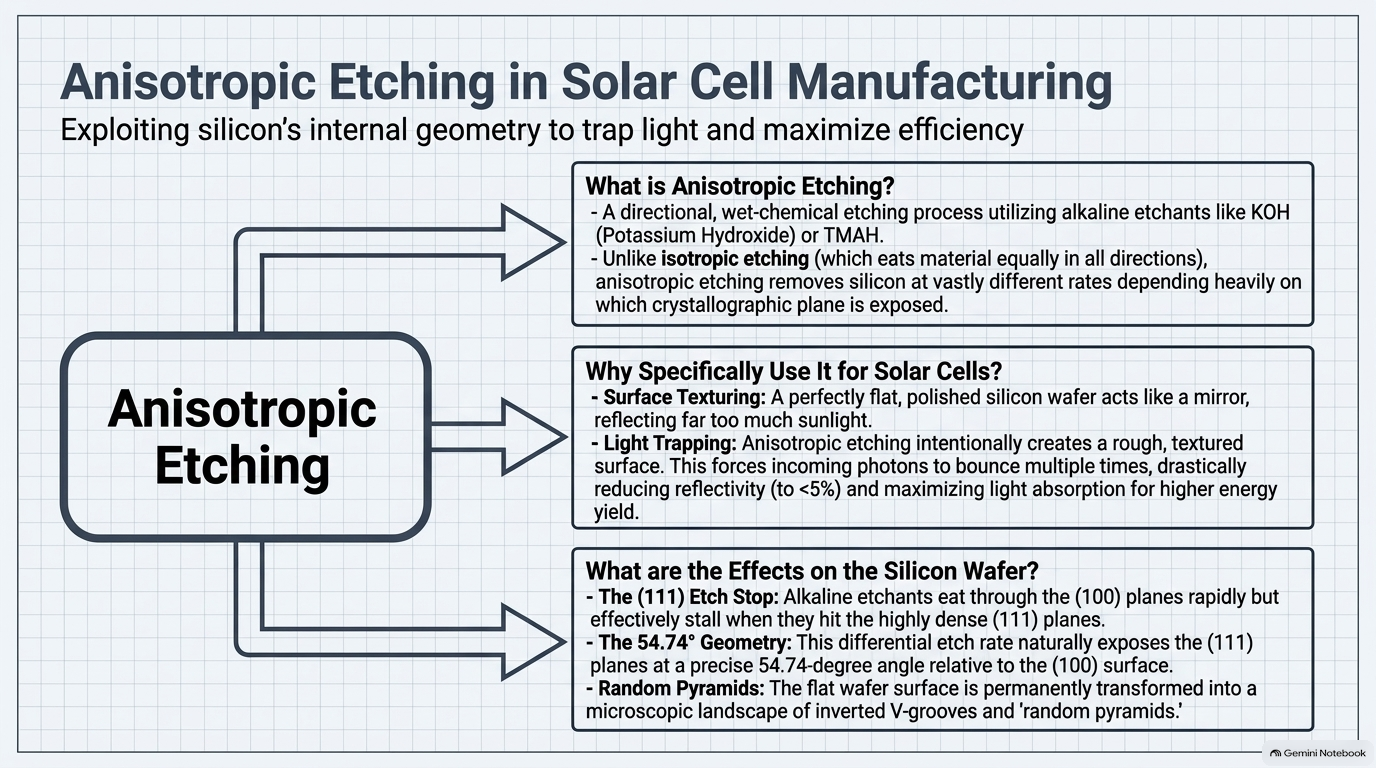 Anisotropic Etching in Solar Cell Manufacturing
Exploiting silicon's internal geometry to trap light and maximize efficiency
Anisotropic
Etching
What is Anisotropic Etching?
- A directional, wet-chemical etching process utilizing alkaline etchants like KOH
(Potassium Hydroxide) or TMAH.
- Unlike isotropic etching (which eats material equally in all directions),
anisotropic etching removes silicon at vastly different rates depending heavily on
which crystallographic plane is exposed.
Why Specifically Use It for Solar Cells?
- Surface Texturing: A perfectly flat, polished silicon wafer acts like a mirror,
reflecting far too much sunlight.
- Light Trapping: Anisotropic etching intentionally creates a rough, textured
surface. This forces incoming photons to bounce multiple times, drastically
reducing reflectivity (to <5%) and maximizing light absorption for higher energy
yield.
What are the Effects on the Silicon Wafer?
- The (111) Etch Stop: Alkaline etchants eat through the (100) planes rapidly but
effectively stall when they hit the highly dense (111) planes.
- The 54.74° Geometry: This differential etch rate naturally exposes the (111)
planes at a precise 54.74-degree angle relative to the (100) surface.
- Random Pyramids: The flat wafer surface is permanently transformed into a
microscopic landscape of inverted V-grooves and 'random pyramids.'
Gemini Notebook